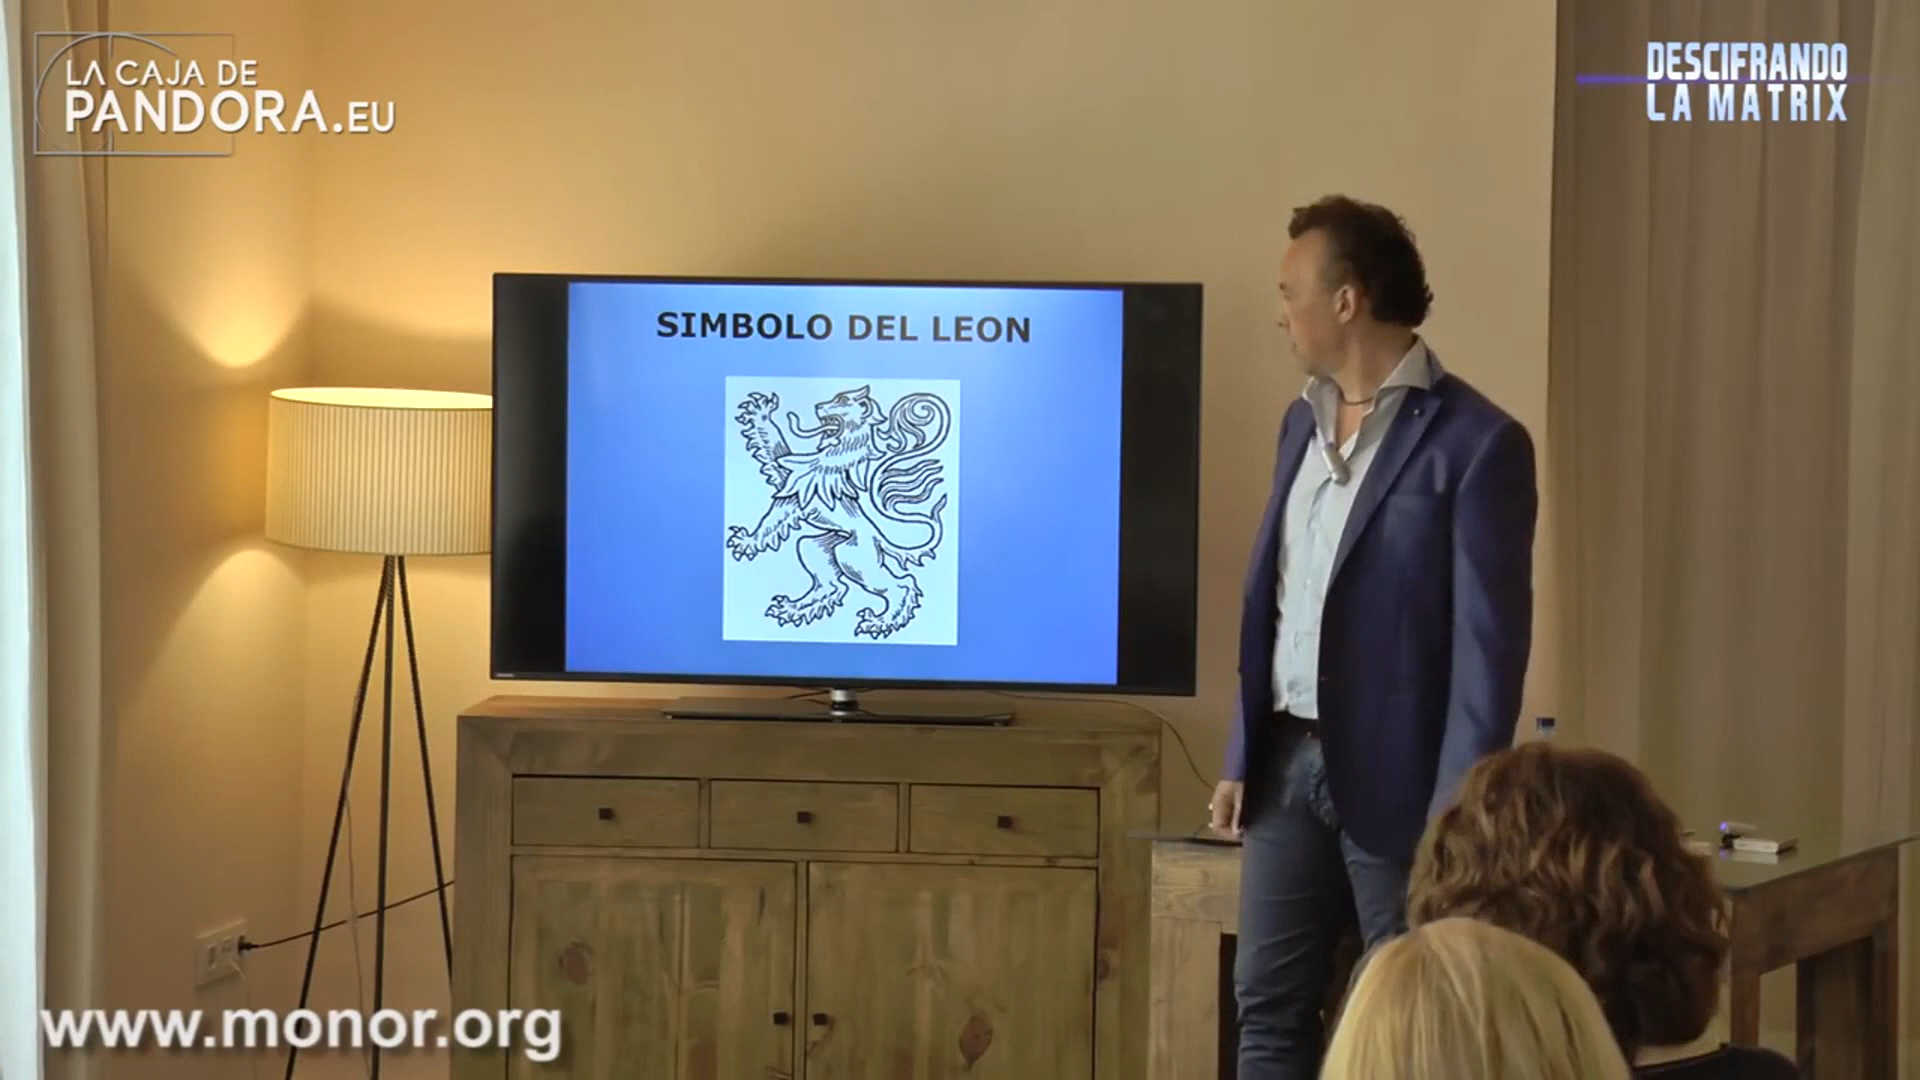 LA CAJA DE
PANDORA.EU
DESCIFRANDO
LA MATRIX
SIMBOLO DEL LEON
www.monor.org